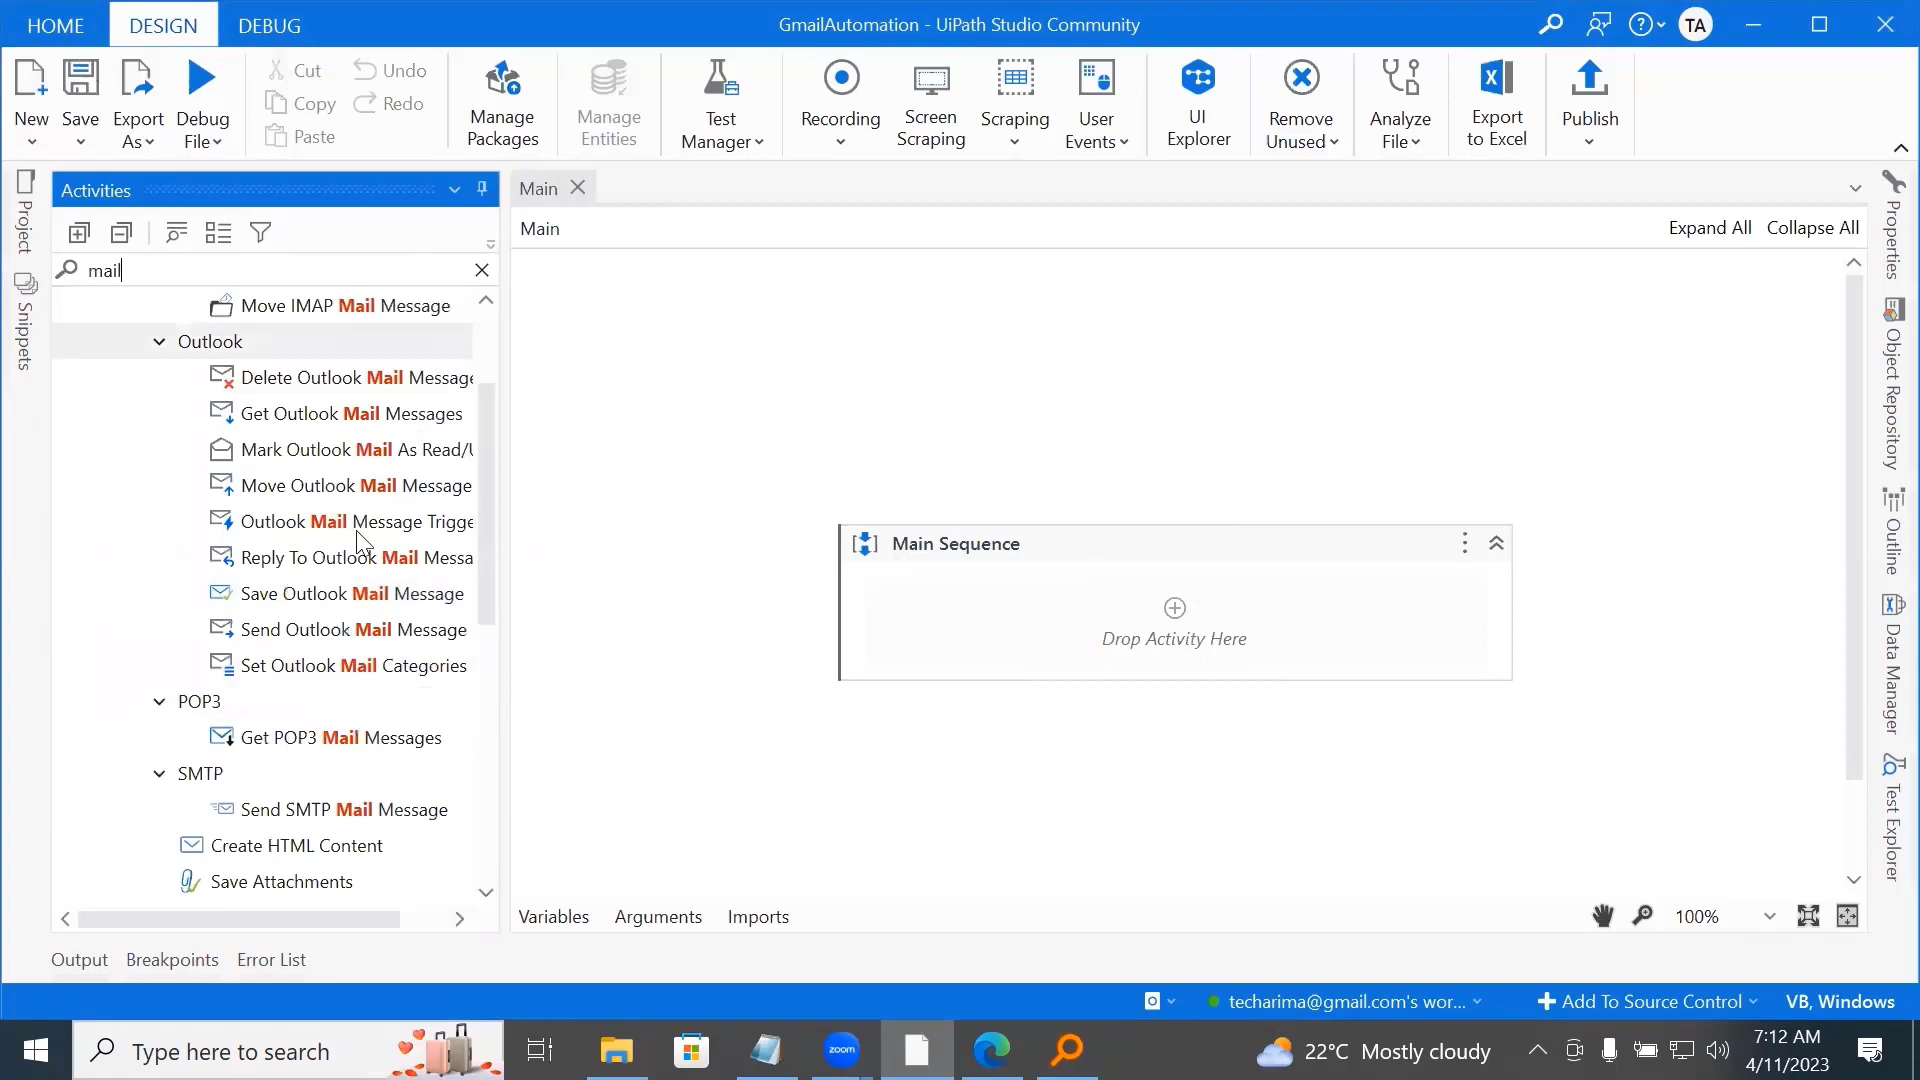 HOME
DESIGN
DEBUG
GmailAutomation - UiPath Studio Community
TA
New
Save
Export As
Debug File
Cut
Copy
Paste
Undo
Redo
Manage Packages
Manage Entities
Test Manager
Recording
Screen Scraping
Scraping
User Events
UI Explorer
Remove Unused
Analyze File
Export to Excel
Publish
Project
Snippets
Activities
mail
Move IMAP Mail Message
Outlook
Delete Outlook Mail Message
Get Outlook Mail Messages
Mark Outlook Mail As Read/U
Move Outlook Mail Message
Outlook Mail Message Trigge
Reply To Outlook Mail Messa
Save Outlook Mail Message
Send Outlook Mail Message
Set Outlook Mail Categories
POP3
Get POP3 Mail Messages
SMTP
Send SMTP Mail Message
Create HTML Content
Save Attachments
Main
Main
Expand All
Collapse All
Main Sequence
Drop Activity Here
Variables
Arguments
Imports
100%
Properties
Object Repository
Outline
Data Manager
Test Explorer
Output
Breakpoints
Error List
techarima@gmail.com's wor...
Add To Source Control
VB, Windows
Type here to search
zoom
22°C Mostly cloudy
7:12 AM
4/11/2023